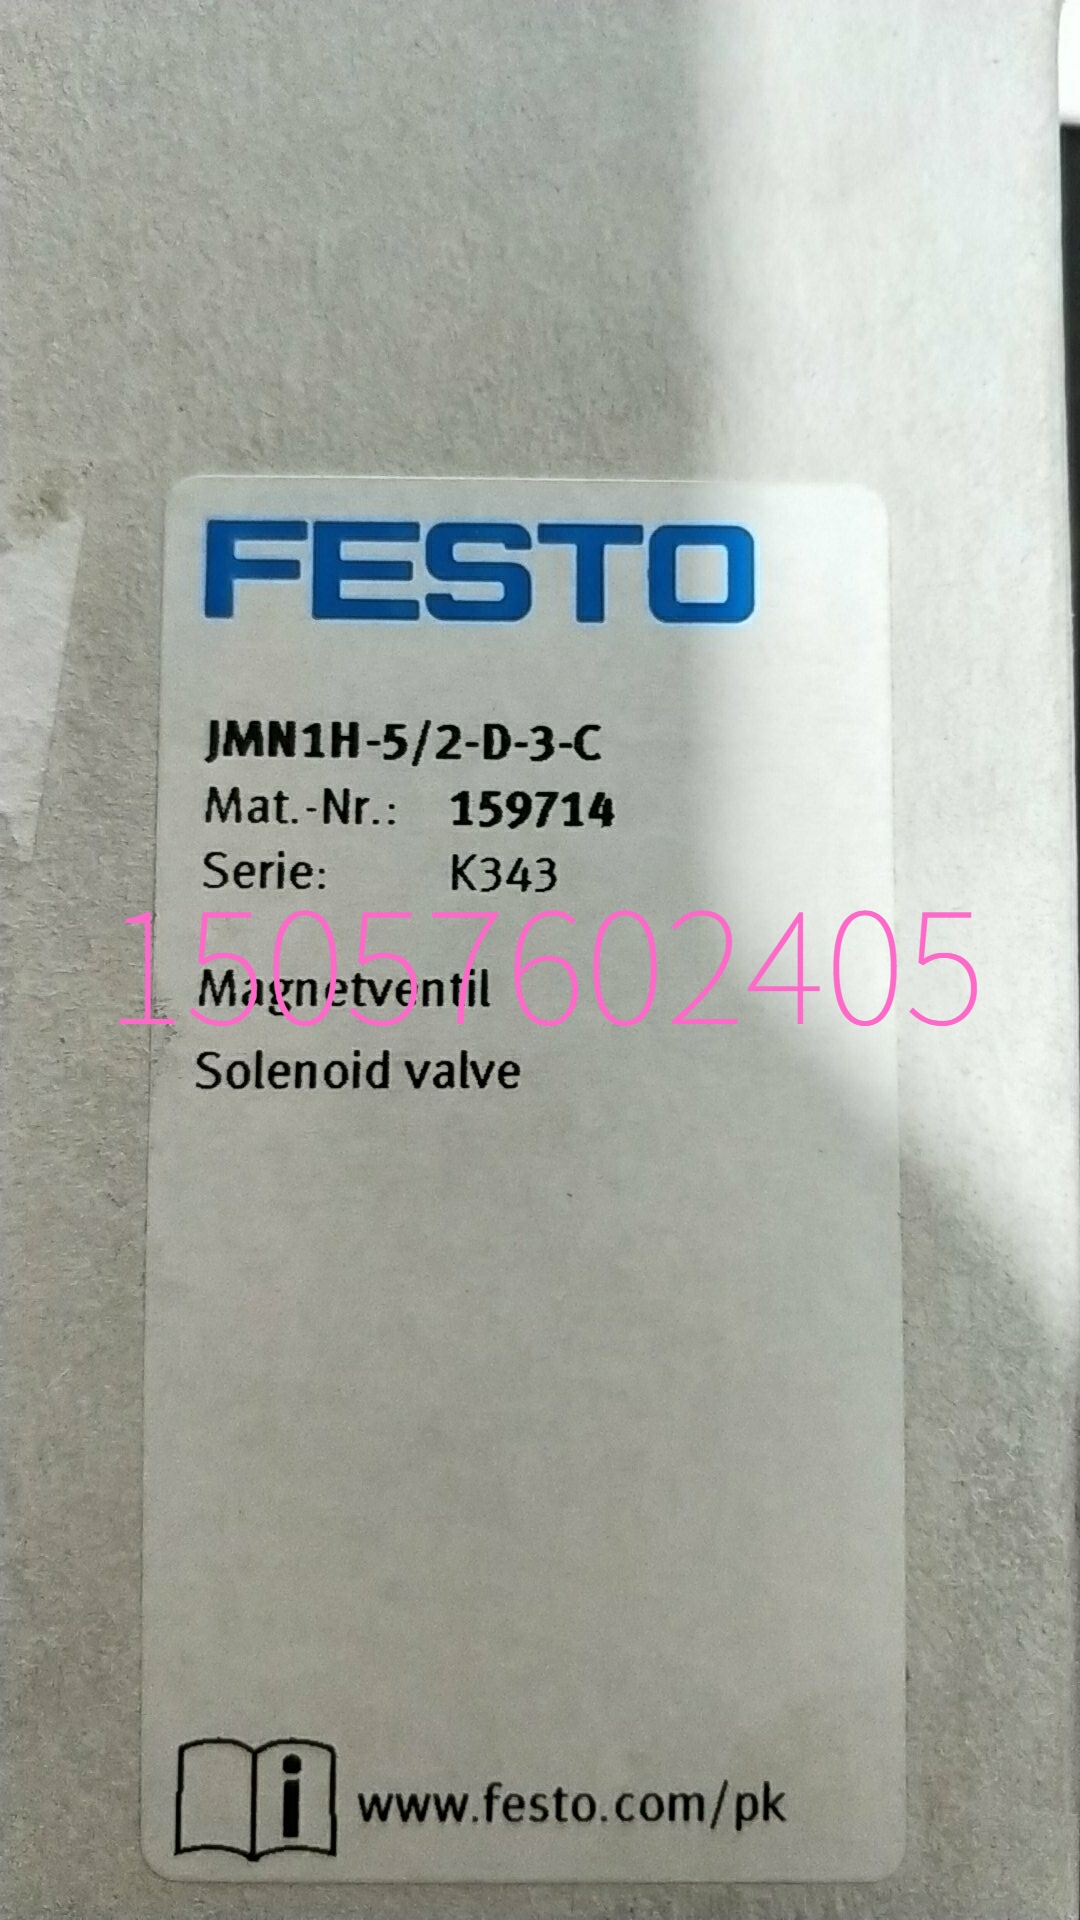 FESTO
JMN1H-5/2-D-3-C
Mat.-Nr.: 159714
Serie: K343
15057602405
Magnetventil
Solenoid valve
i www.festo.com/pk